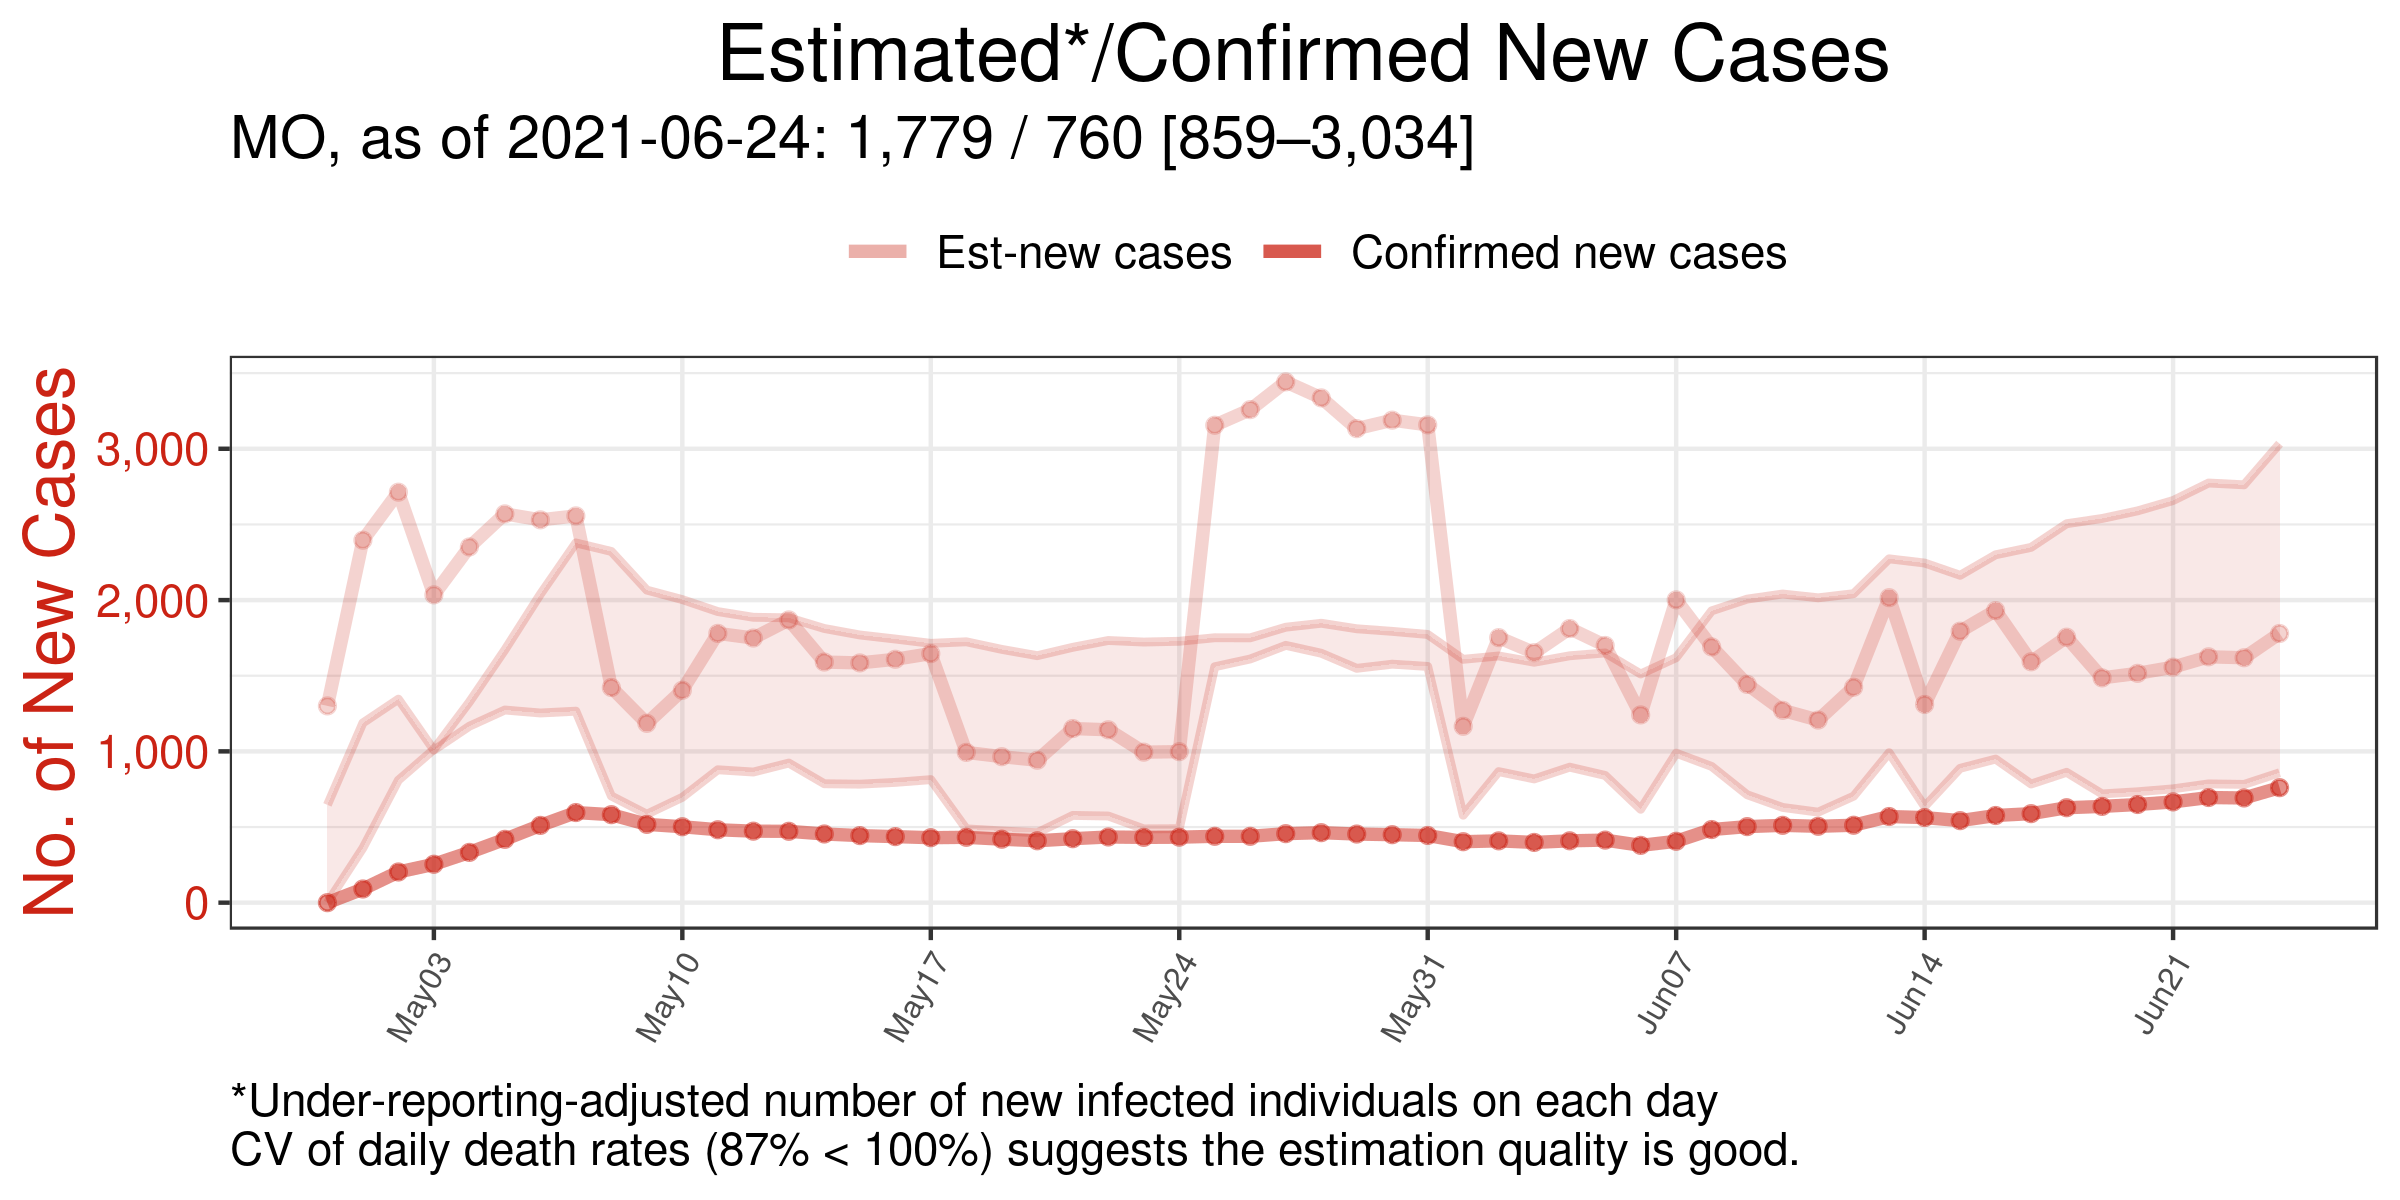 Estimated*/Confirmed New Cases
MO, as of 2021-06-24: 1,779 / 760 [859–3,034]
Est-new cases
Confirmed new cases
No. of New Cases
3,000
2,000
1,000
0
May03
May10
May17
May24
May31
Jun07
Jun14
Jun21
*Under-reporting-adjusted number of new infected individuals on each day
CV of daily death rates (87% < 100%) suggests the estimation quality is good.